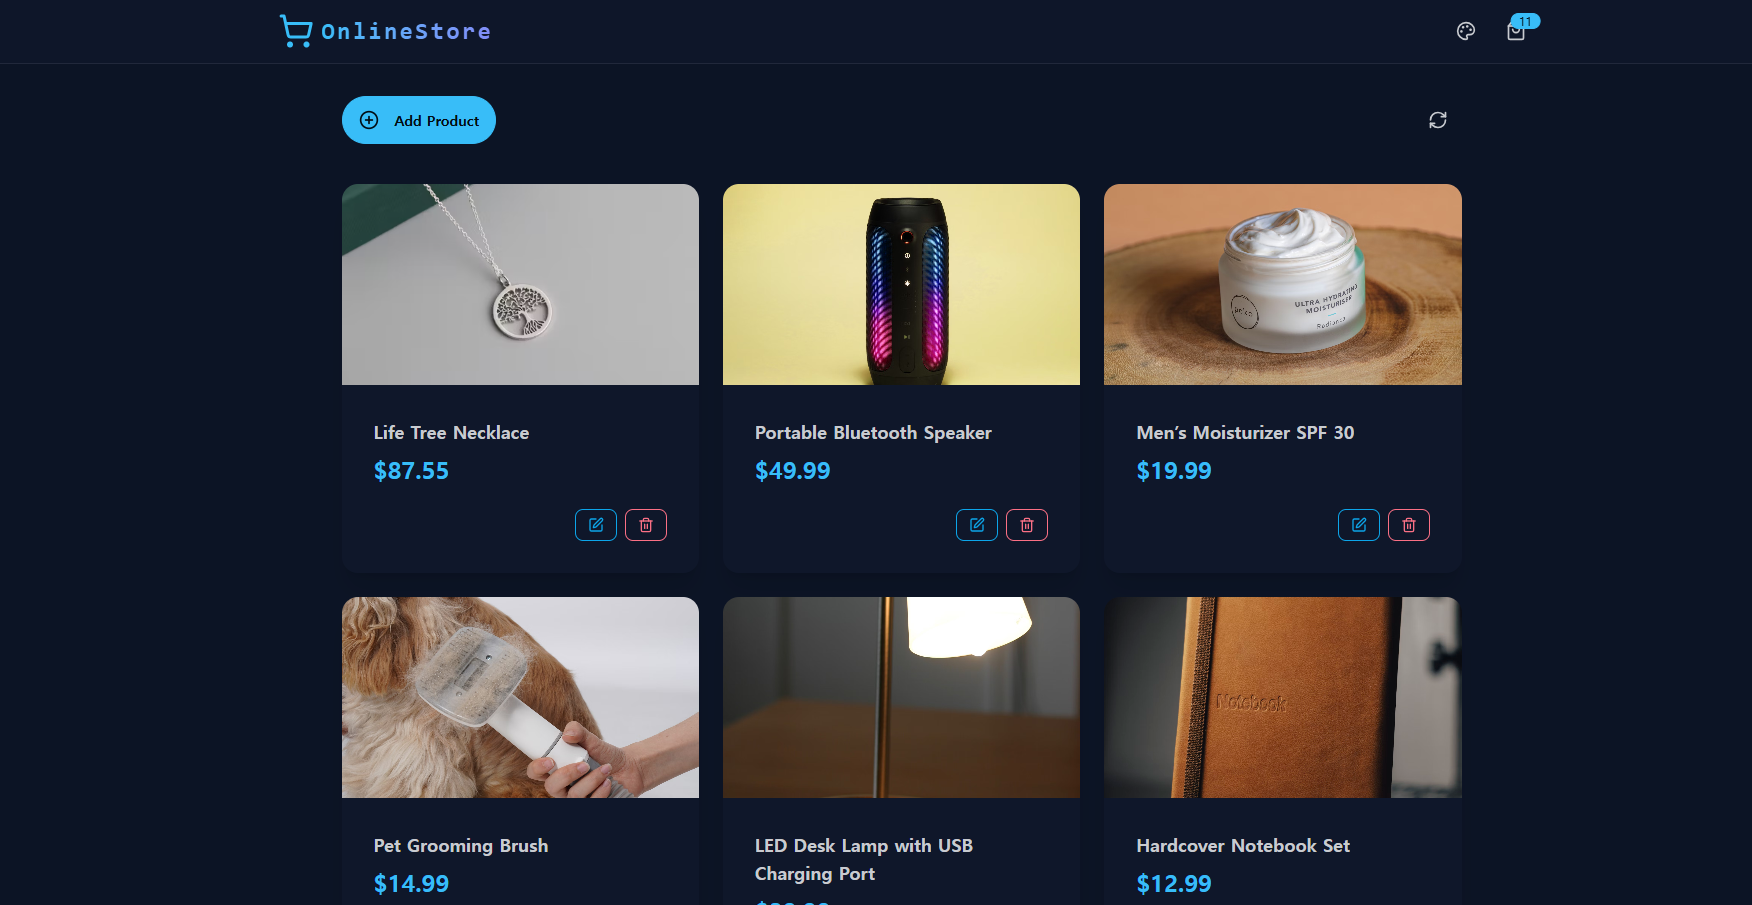 OnlineStore
11
Add Product
ULTRA HYDRATING
MOISTURISER
Radiance
Life Tree Necklace
Portable Bluetooth Speaker
Men's Moisturizer SPF 30
$87.55
$49.99
$19.99
Notebook
Pet Grooming Brush
LED Desk Lamp with USB
Charging Port
Hardcover Notebook Set
$14.99
$12.99